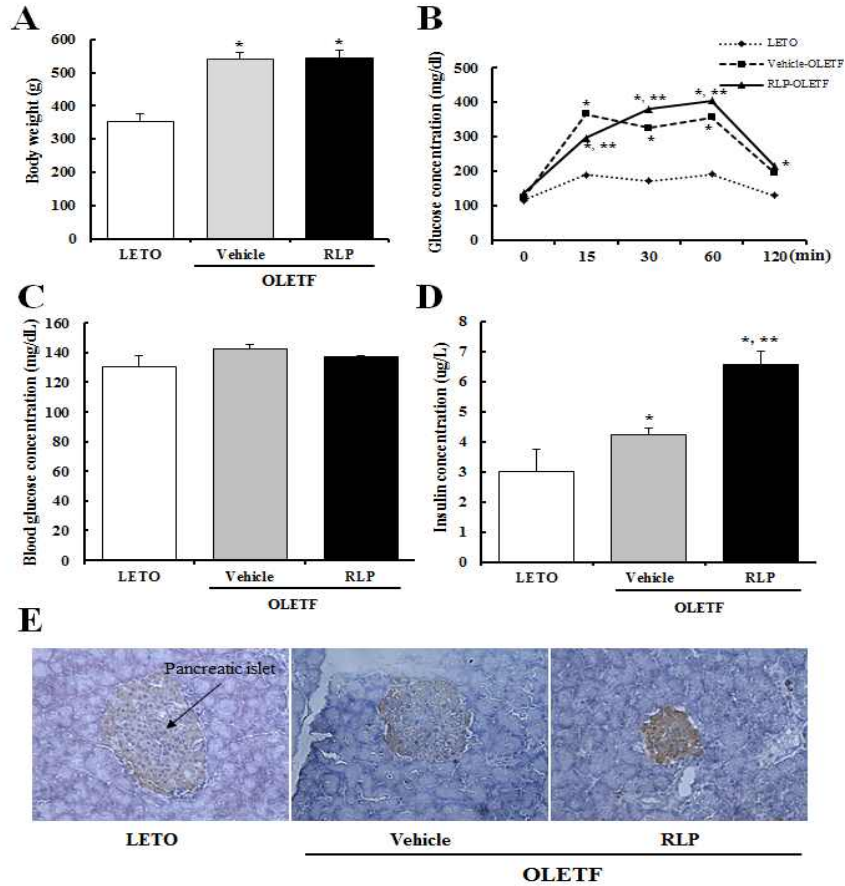 A
Body weight (g)
600
500
400
300
200
100
0
*
*
LETO
Vehicle
RLP
OLETF
B
Glucose concentration (mg/dl)
LETO
Vehicle-OLETF
RLP-OLETF
500
400
300
200
100
0
*
*, **
*, **
*, **
*
*
*
0
15
30
60
120 (min)
C
Blood glucose concentration (mg/dL)
160
140
120
100
80
60
40
20
0
LETO
Vehicle
RLP
OLETF
D
Insulin concentration (ug/L)
8
7
6
5
4
3
2
1
0
*
*, **
LETO
Vehicle
RLP
OLETF
E
Pancreatic islet
LETO
Vehicle
RLP
OLETF